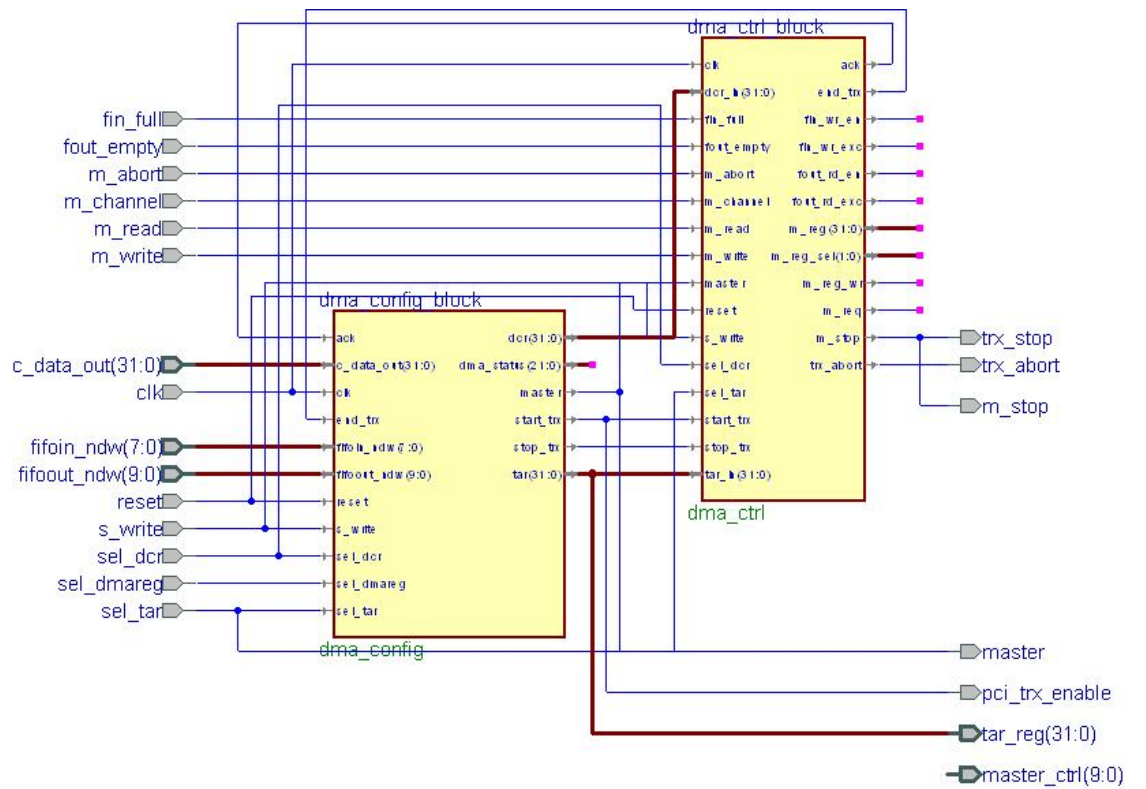 dma_ctrl_block
clk
ack
dcr_in(31:0)
end_trx
fin_full
fin_full
fin_wr_en
fout_empty
fout_empty
fin_wr_exc
m_abort
m_abort
fout_rd_en
m_channel
m_channel
fout_rd_exc
m_read
m_read
m_reg(31:0)
m_write
m_write
m_reg_sel(1:0)
master
m_reg_wr
dma_config_block
reset
m_req
ack
dcr(31:0)
s_write
m_stop
trx_stop
c_data_out(31:0)
c_data_out(31:0)
dma_status(21:0)
sel_dcr
trx_abort
trx_abort
clk
clk
master
sel_tar
m_stop
end_trx
start_trx
start_trx
fifoin_ndw(7:0)
fifoin_ndw(7:0)
stop_trx
stop_trx
fifoout_ndw(9:0)
fifoout_ndw(9:0)
tar(31:0)
tar_in(31:0)
reset
reset
dma_ctrl
s_write
s_write
sel_dcr
sel_dcr
sel_dmareg
sel_dmareg
sel_tar
sel_tar
dma_config
master
pci_trx_enable
tar_reg(31:0)
master_ctrl(9:0)